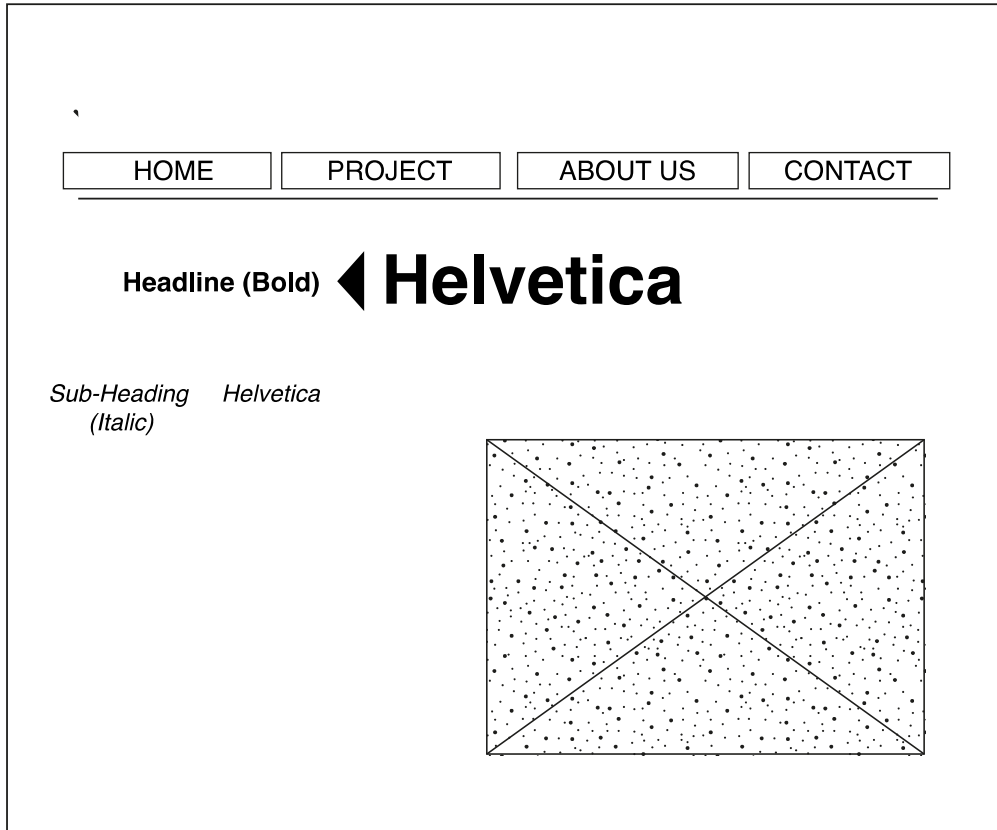 HOME PROJECT ABOUT US CONTACT
Headline (Bold) Helvetica
Sub-Heading Helvetica
(Italic)